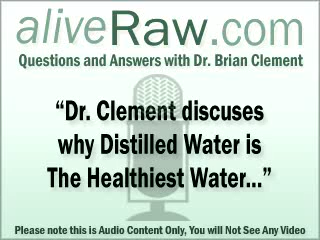 aliveRaw.com
Questions and Answers with Dr. Brian Clement
“Dr. Clement discuses
why Distilled Water is
The Healthiest Water...”
Please note this is Audio Content Only, You will Not See Any Video